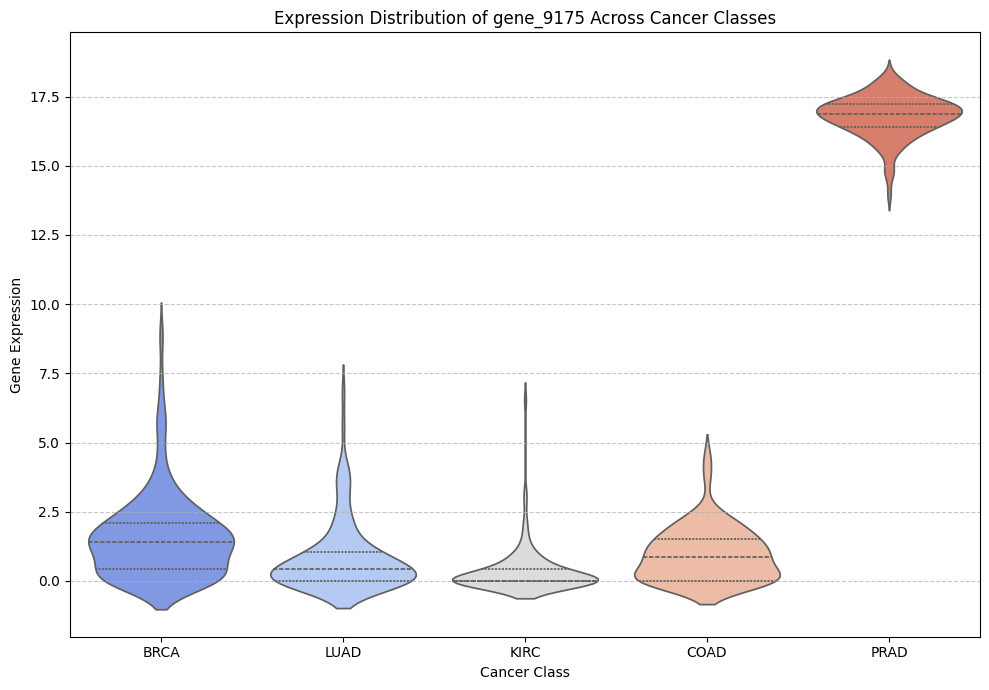 Expression Distribution of gene_9175 Across Cancer Classes
Gene Expression
17.5
15.0
12.5
10.0
7.5
5.0
2.5
0.0
BRCA LUAD KIRC COAD PRAD
Cancer Class